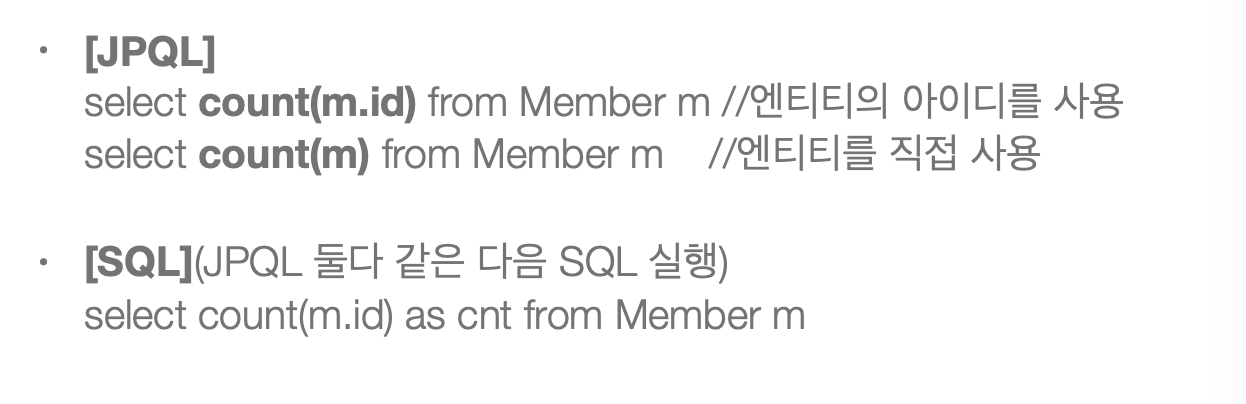 • [JPQL]
select count(m.id) from Member m //엔티티의 아이디를 사용
select count(m) from Member m //엔티티를 직접 사용
• [SQL](JPQL 둘다 같은 다음 SQL 실행)
select count(m.id) as cnt from Member m